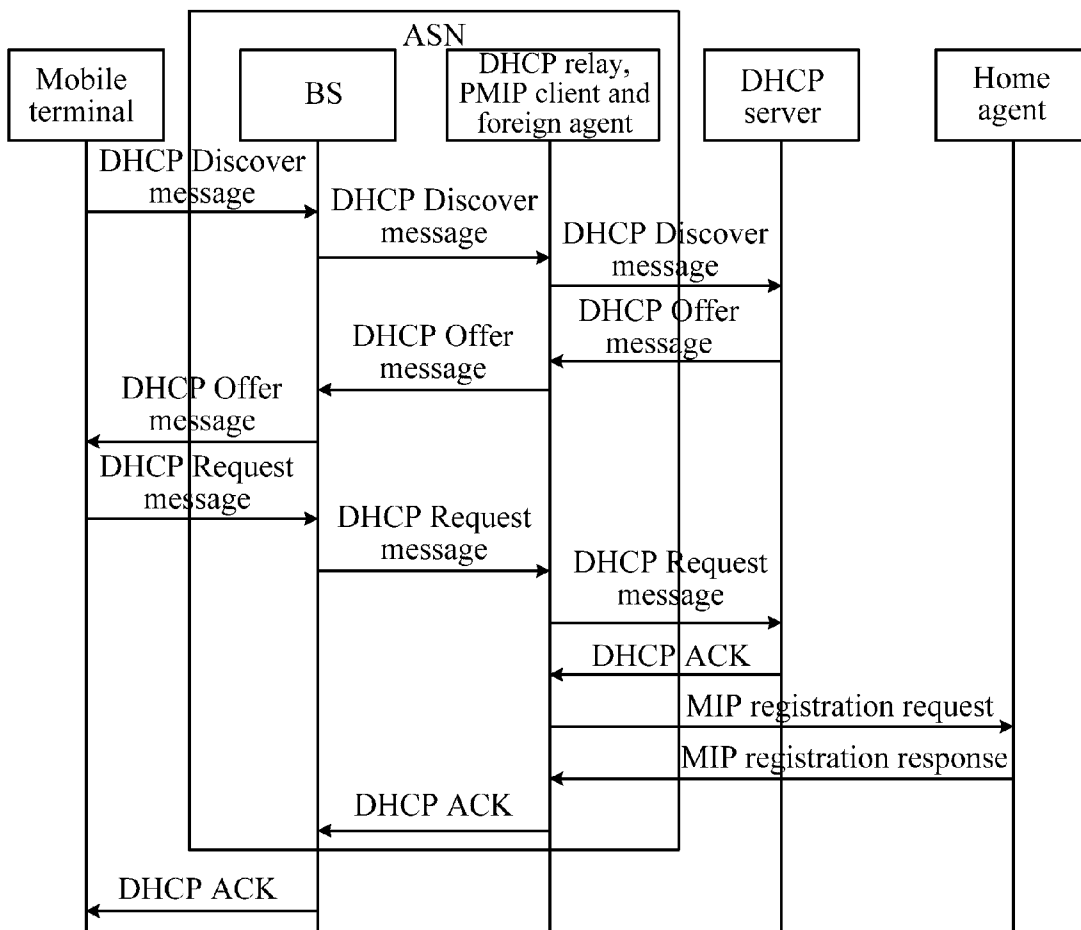 ASN
Mobile
terminal
BS
DHCP relay,
PMIP client and
foreign agent
DHCP
server
Home
agent
DHCP Discover
message
DHCP Discover
message
DHCP Discover
message
DHCP Offer
message
DHCP Offer
message
DHCP Offer
message
DHCP Request
message
DHCP Request
message
DHCP Request
message
DHCP ACK
MIP registration request
MIP registration response
DHCP ACK
DHCP ACK